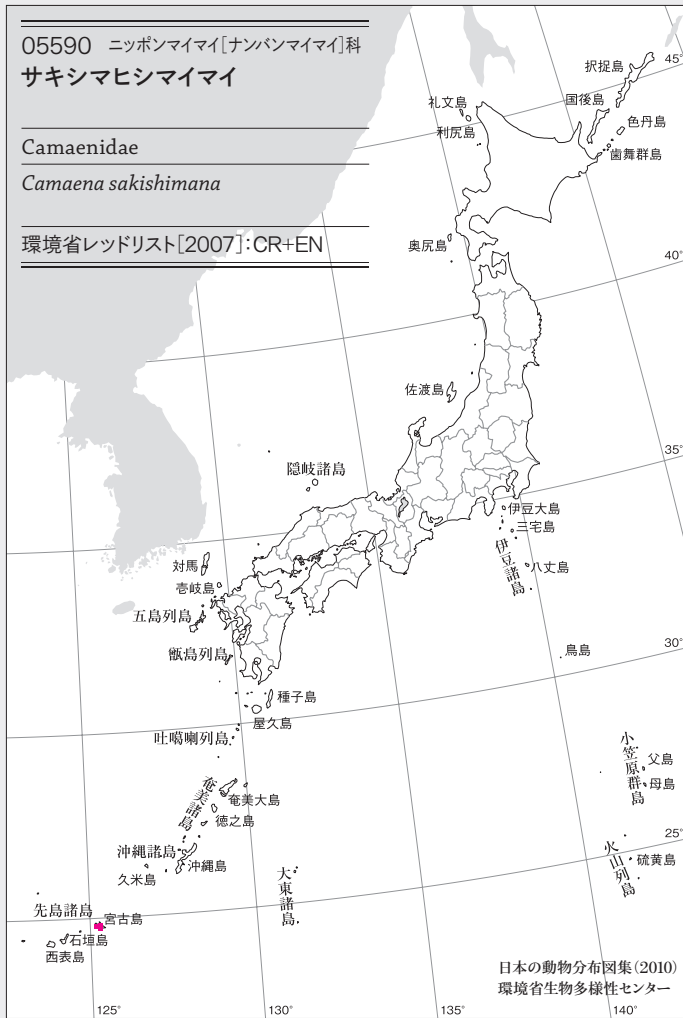 05590 ニッポンマイマイ[ナンバンマイマイ]科
サキシマヒシマイマイ
Camaenidae
Camaena sakishimana
環境省レッドリスト[2007]:CR+EN
45°
択捉島
国後島
礼文島
色丹島
利尻島
歯舞群島
奥尻島
40°
佐渡島
35°
隠岐諸島
伊豆大島
三宅島
対馬
伊豆諸島
八丈島
壱岐島
五島列島
甑島列島
鳥島
30°
種子島
屋久島
吐噶喇列島
小笠原群島
父島
母島
奄美諸島
奄美大島
徳之島
25°
沖縄諸島
沖縄島
火山列島
硫黄島
久米島
大東諸島
先島諸島
宮古島
石垣島
西表島
日本の動物分布図集(2010)
環境省生物多様性センター
125°
130°
135°
140°